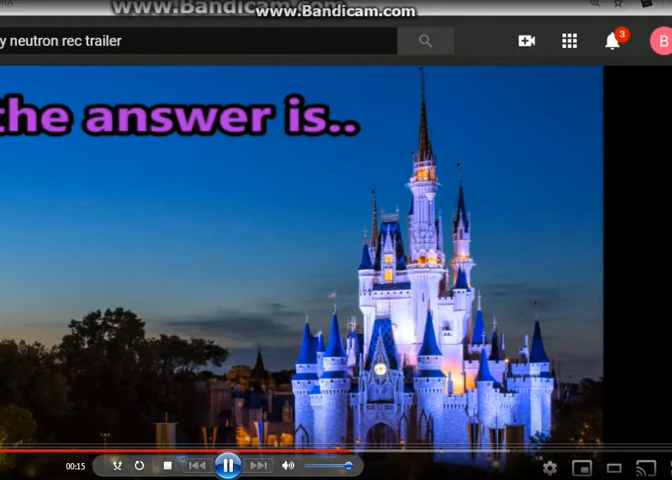 www.Bandicam.com
www.Bandicam.com
y neutron rec trailer
3
B
the answer is..
00:15